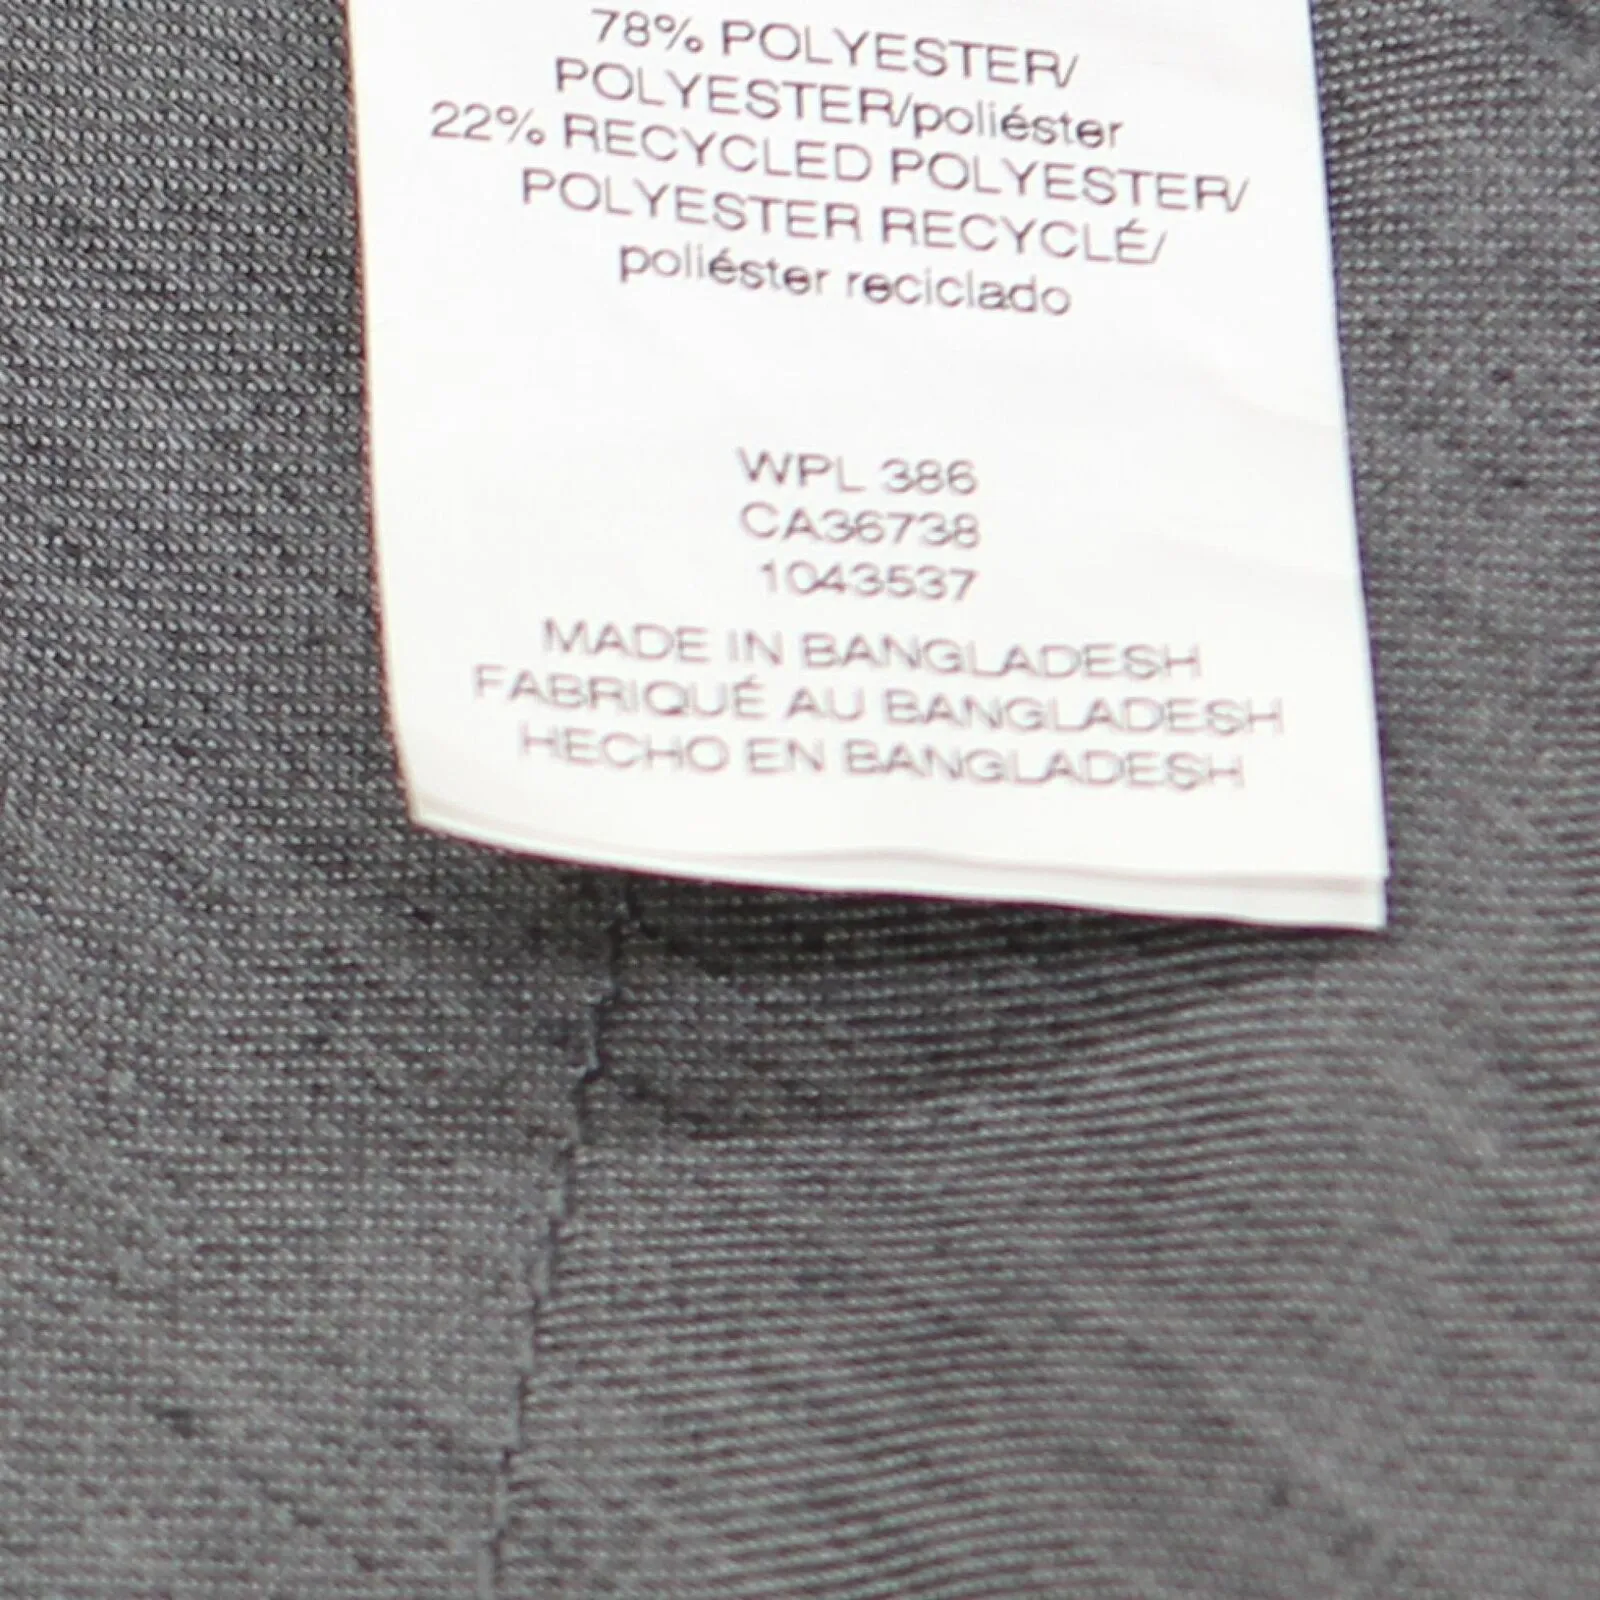 78% POLYESTER/
POLYESTER/poliéster
22% RECYCLED POLYESTER/
POLYESTER RECYCLÉ/
poliéster reciclado
WPL 386
CA36738
1043537
MADE IN BANGLADESH
FABRIQUÉ AU BANGLADESH
HECHO EN BANGLADESH